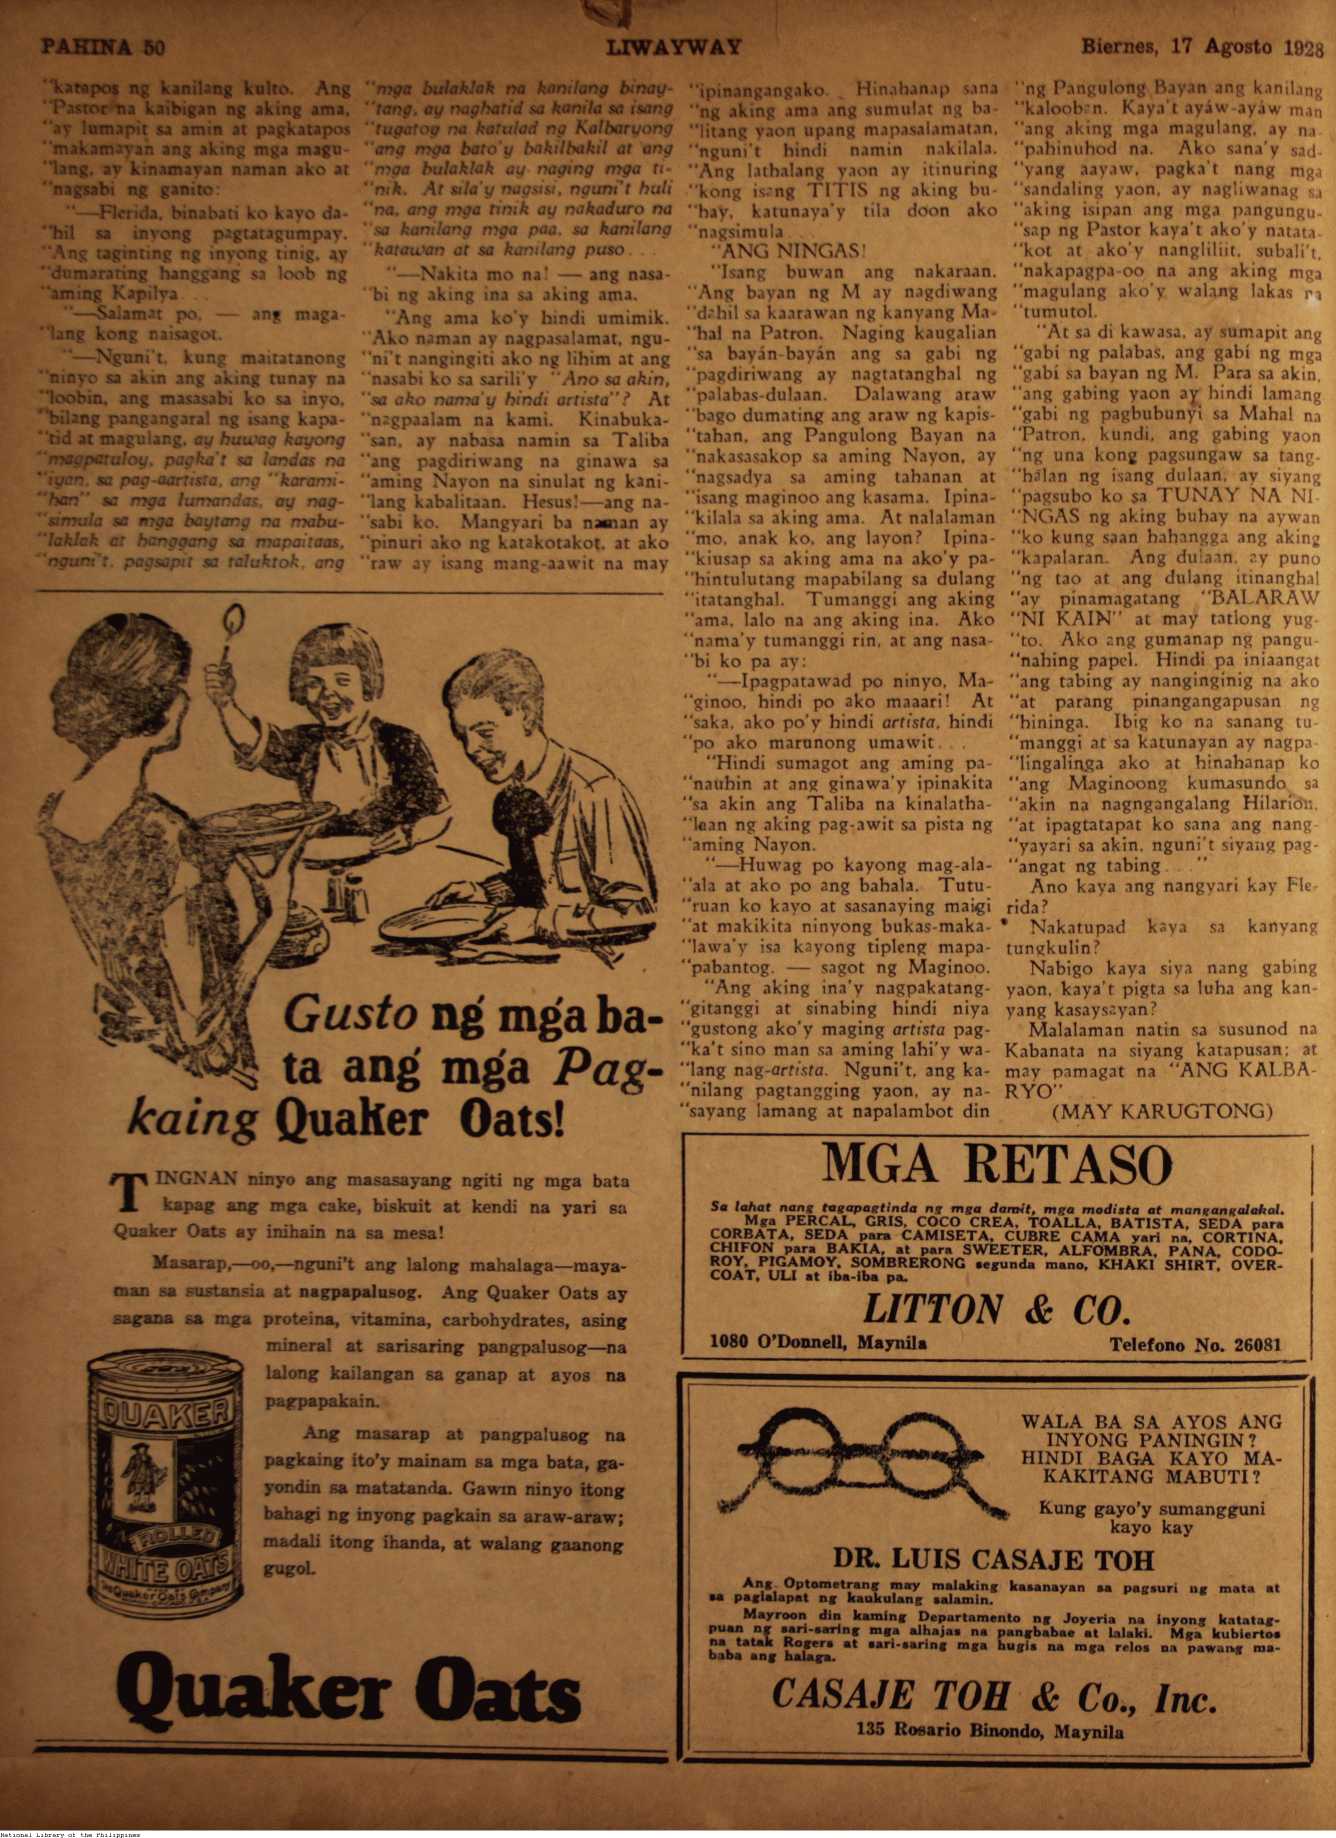 PAHINA 50
LIWAYWAY
Biernes, 17 Agosto 1928
"katapos ng kanilang kulto. Ang
"Pastor na kaibigan ng aking ama,
"ay lumapit sa amin at pagkatapos
"makamayan ang aking mga magu-
"lang, ay kinamayan naman ako at
"nagsabi ng ganito:
"—Flerida, binabati ko kayo da-
"hil sa inyong pagtatagumpay.
"Ang taginting ng inyong tinig, ay
"dumarating hanggang sa loob ng
"aming Kapilya . . .
"—Salamat po, — ang maga-
"lang kong naisagot.
"—Nguni't, kung maitatanong
"ninyo sa akin ang aking tunay na
"loobin, ang masasabi ko sa inyo,
"bilang pangangaral ng isang kapa-
"tid at magulang, ay huwag kayong
"magpatuloy, pagka't sa landas na
"iyan, sa pag-aartista, ang "karami-
"han" sa mga lumandas, ay nag-
"simula sa mga baytang na mabu-
"laklak at hanggang sa mapaitaas,
"nguni't, pagsapit sa taluktok, ang
"mga bulaklak na kanilang binay-
"tang, ay naghatid sa kanila sa isang
"tugatog na katulad ng Kalbaryong
"ang mga bato'y bakilbakil at ang
"mga bulaklak ay naging mga ti-
"nik. At sila'y nagsisi, nguni't huli
"na, ang mga tinik ay nakaduro na
"sa kanilang mga paa, sa kanilang
"katawan at sa kanilang puso. . .
"—Nakita mo na! — ang nasa-
"bi ng aking ina sa aking ama.
"Ang ama ko'y hindi umimik.
"Ako naman ay nagpasalamat, ngu-
"ni't nangingiti ako ng lihim at ang
"nasabi ko sa sarili'y "Ano sa akin,
"sa ako nama'y hindi artista"? At
"nagpaalam na kami. Kinabuka-
"san, ay nabasa namin sa Taliba
"ang pagdiriwang na ginawa sa
"aming Nayon na sinulat ng kani-
"lang kabalitaan. Hesus!—ang na-
"sabi ko. Mangyari ba naman ay
"pinuri ako ng katakotakot, at ako
"raw ay isang mang-aawit na may
"ipinangangako. Hinahanap sana
"ng aking ama ang sumulat ng ba-
"litang yaon upang mapasalamatan,
"nguni't hindi namin nakilala.
"Ang lathalang yaon ay itinuring
"kong isang TITIS ng aking bu-
"hay, katunaya'y tila doon ako
"nagsimula . . .
"ANG NINGAS!
"Isang buwan ang nakaraan.
"Ang bayan ng M ay nagdiwang
"dahil sa kaarawan ng kanyang Ma-
"hal na Patron. Naging kaugalian
"sa bayán-bayán ang sa gabi ng
"pagdiriwang ay nagtatanghal ng
"palabas-dulaan. Dalawang araw
"bago dumating ang araw ng kapis-
"tahan, ang Pangulong Bayan na
"nakasasakop sa aming Nayon, ay
"nagsadya sa aming tahanan at
"isang maginoo ang kasama. Ipina-
"kilala sa aking ama. At nalalaman
"mo, anak ko, ang layon? Ipina-
"kiusap sa aking ama na ako'y pa-
"hintulutang mapabilang sa dulang
"itatanghal. Tumanggi ang aking
"ama, lalo na ang aking ina. Ako
"nama'y tumanggi rin, at ang nasa-
"bi ko pa ay:
"—Ipagpatawad po ninyo, Ma-
"ginoo, hindi po ako maaari! At
"saka, ako po'y hindi artista, hindi
"po ako marunong umawit. . .
"Hindi sumagot ang aming pa-
"nauhin at ang ginawa'y ipinakita
"sa akin ang Taliba na kinalatha-
"lean ng aking pag-awit sa pista ng
"aming Nayon.
"—Huwag po kayong mag-ala-
"ala at ako po ang bahala. Tutu-
"ruan ko kayo at sasanaying maigi
"at makikita ninyong bukas-maka-
"lawa'y isa kayong tipleng mapa-
"pabantog. — sagot ng Maginoo.
"Ang aking ina'y nagpakatang-
"gitanggi at sinabing hindi niya
"gustong ako'y maging artista pag-
"ka't sino man sa aming lahi'y wa-
"lang nag-artista. Nguni't, ang ka-
"nilang pagtangging yaon, ay na-
"sayang lamang at napalambot din
"ng Pangulong Bayan ang kanilang
"kalooban. Kaya't ayáw-ayáw man
"ang aking mga magulang, ay na-
"pahinuhod na. Ako sana'y sad-
"yang aayaw, pagka't nang mga
"sandaling yaon, ay nagliwanag sa
"aking isipan ang mga pangungu-
"sap ng Pastor kaya't ako'y natata-
"kot at ako'y nangliliit, subali't,
"nakapagpa-oo na ang aking mga
"magulang ako'y walang lakas na
"tumutol.
"At sa di kawasa, ay sumapit ang
"gabi ng palabas, ang gabi ng mga
"gabi sa bayan ng M. Para sa akin,
"ang gabing yaon ay hindi lamang
"gabi ng pagbubunyi sa Mahal na
"Patron, kundi, ang gabing yaon
"ng una kong pagsungaw sa tang-
"halan ng isang dulaan, ay siyang
"pagsubo ko sa TUNAY NA NI-
"NGAS ng aking buhay na aywan
"ko kung saan hahangga ang aking
"kapalaran. Ang dulaan, ay puno
"ng tao at ang dulang itinanghal
"ay pinamagatang "BALARAW
"NI KAIN" at may tatlong yug-
"to. Ako ang gumanap ng pangu-
"nahing papel. Hindi pa iniaangat
"ang tabing ay nanginginig na ako
"at parang pinangangapusan ng
"hininga. Ibig ko na sanang tu-
"manggi at sa katunayan ay nagpa-
"lingalinga ako at hinahanap ko
"ang Maginoong kumasundo sa
"akin na nagngangalang Hilarion,
"at ipagtatapat ko sana ang nang-
"yayari sa akin, nguni't siyang pag-
"angat ng tabing. . ."
Ano kaya ang nangyari kay Fle-
rida?
Nakatupad kaya sa kanyang
tungkulin?
Nabigo kaya siya nang gabing
yaon, kaya't pigta sa luha ang kan-
yang kasaysayan?
Malalaman natin sa susunod na
Kabanata na siyang katapusan; at
may pamagat na "ANG KALBA-
RYO" . . .
(MAY KARUGTONG)
Gusto ng mga ba-
ta ang mga Pag-
kaing Quaker Oats!
TINGNAN ninyo ang masasayang ngiti ng mga bata
kapag ang mga cake, biskuit at kendi na yari sa
Quaker Oats ay inihain na sa mesa!
Masarap,—oo,—nguni't ang lalong mahalaga—maya-
man sa sustansia at nagpapalusog. Ang Quaker Oats ay
sagana sa mga proteina, vitamina, carbohydrates, asing
mineral at sarisaring pangpalusog—na
lalong kailangan sa ganap at ayos na
pagpapakain.
Ang masarap at pangpalusog na
pagkaing ito'y mainam sa mga bata, ga-
yondin sa matatanda. Gawin ninyo itong
bahagi ng inyong pagkain sa araw-araw;
madali itong ihanda, at walang gaanong
gugol.
QUAKER
ROLLED
WHITE OATS
The Quaker Oats Company
Quaker Oats
MGA RETASO
Sa lahat nang tagapagtinda ng mga damit, mga modista at mangangalakal.
Mga PERCAL, GRIS, COCO CREA, TOALLA, BATISTA, SEDA para
CORBATA, SEDA para CAMISETA, CUBRE CAMA yari na, CORTINA,
CHIFON para BAKIA, at para SWEETER, ALFOMBRA, PANA, CODO-
ROY, PIGAMOY, SOMBRERONG segunda mano, KHAKI SHIRT, OVER-
COAT, ULI at iba-iba pa.
LITTON & CO.
1080 O'Donnell, Maynila
Telefono No. 26081
WALA BA SA AYOS ANG
INYONG PANINGIN?
HINDI BAGA KAYO MA-
KAKITANG MABUTI?
Kung gayo'y sumangguni
kayo kay
DR. LUIS CASAJE TOH
Ang Optometrang may malaking kasanayan sa pagsuri ng mata at
sa paglalapat ng kaukulang salamin.
Mayroon din kaming Departamento ng Joyeria na inyong katatag-
puan ng sari-saring mga alhajas na pangbabae at lalaki. Mga kubiertos
na tatak Rogers at sari-saring mga hugis na mga relos na pawang ma-
baba ang halaga.
CASAJE TOH & Co., Inc.
135 Rosario Binondo, Maynila
National Library of the Philippines